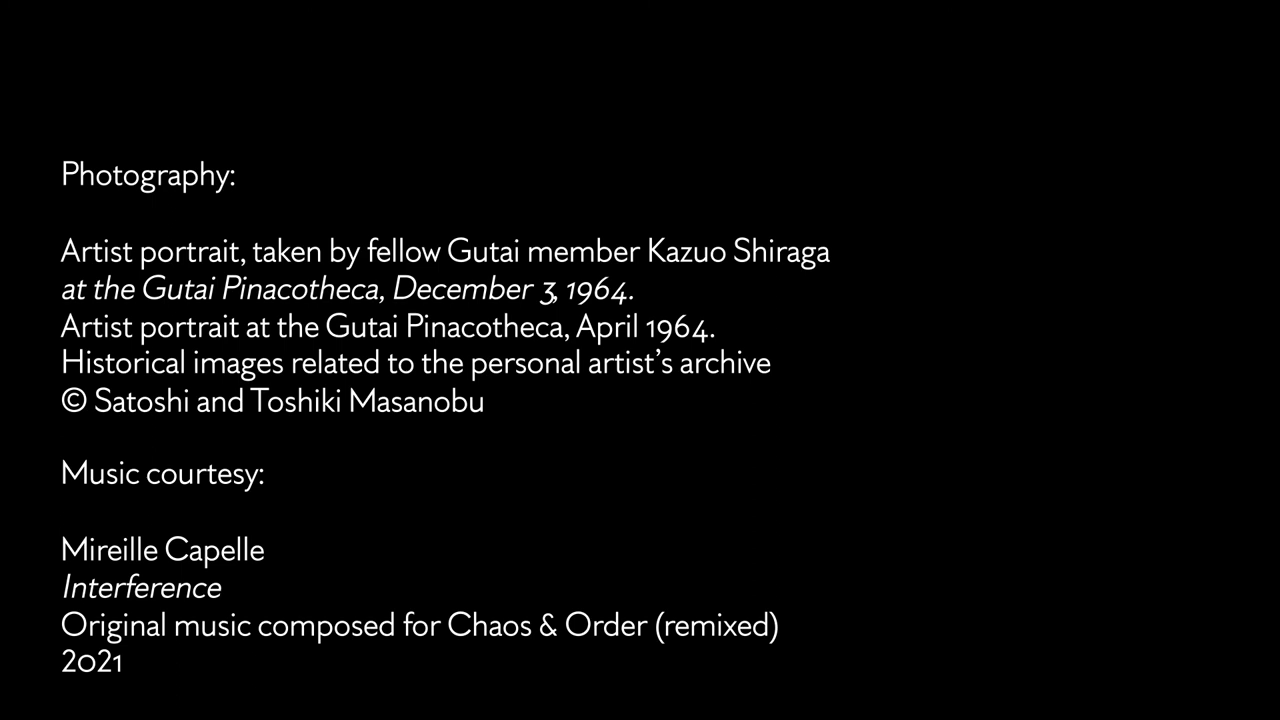 Photography:
Artist portrait, taken by fellow Gutai member Kazuo Shiraga
at the Gutai Pinacotheca, December 3, 1964.
Artist portrait at the Gutai Pinacotheca, April 1964.
Historical images related to the personal artist’s archive
© Satoshi and Toshiki Masanobu
Music courtesy:
Mireille Capelle
Interference
Original music composed for Chaos & Order (remixed)
2021